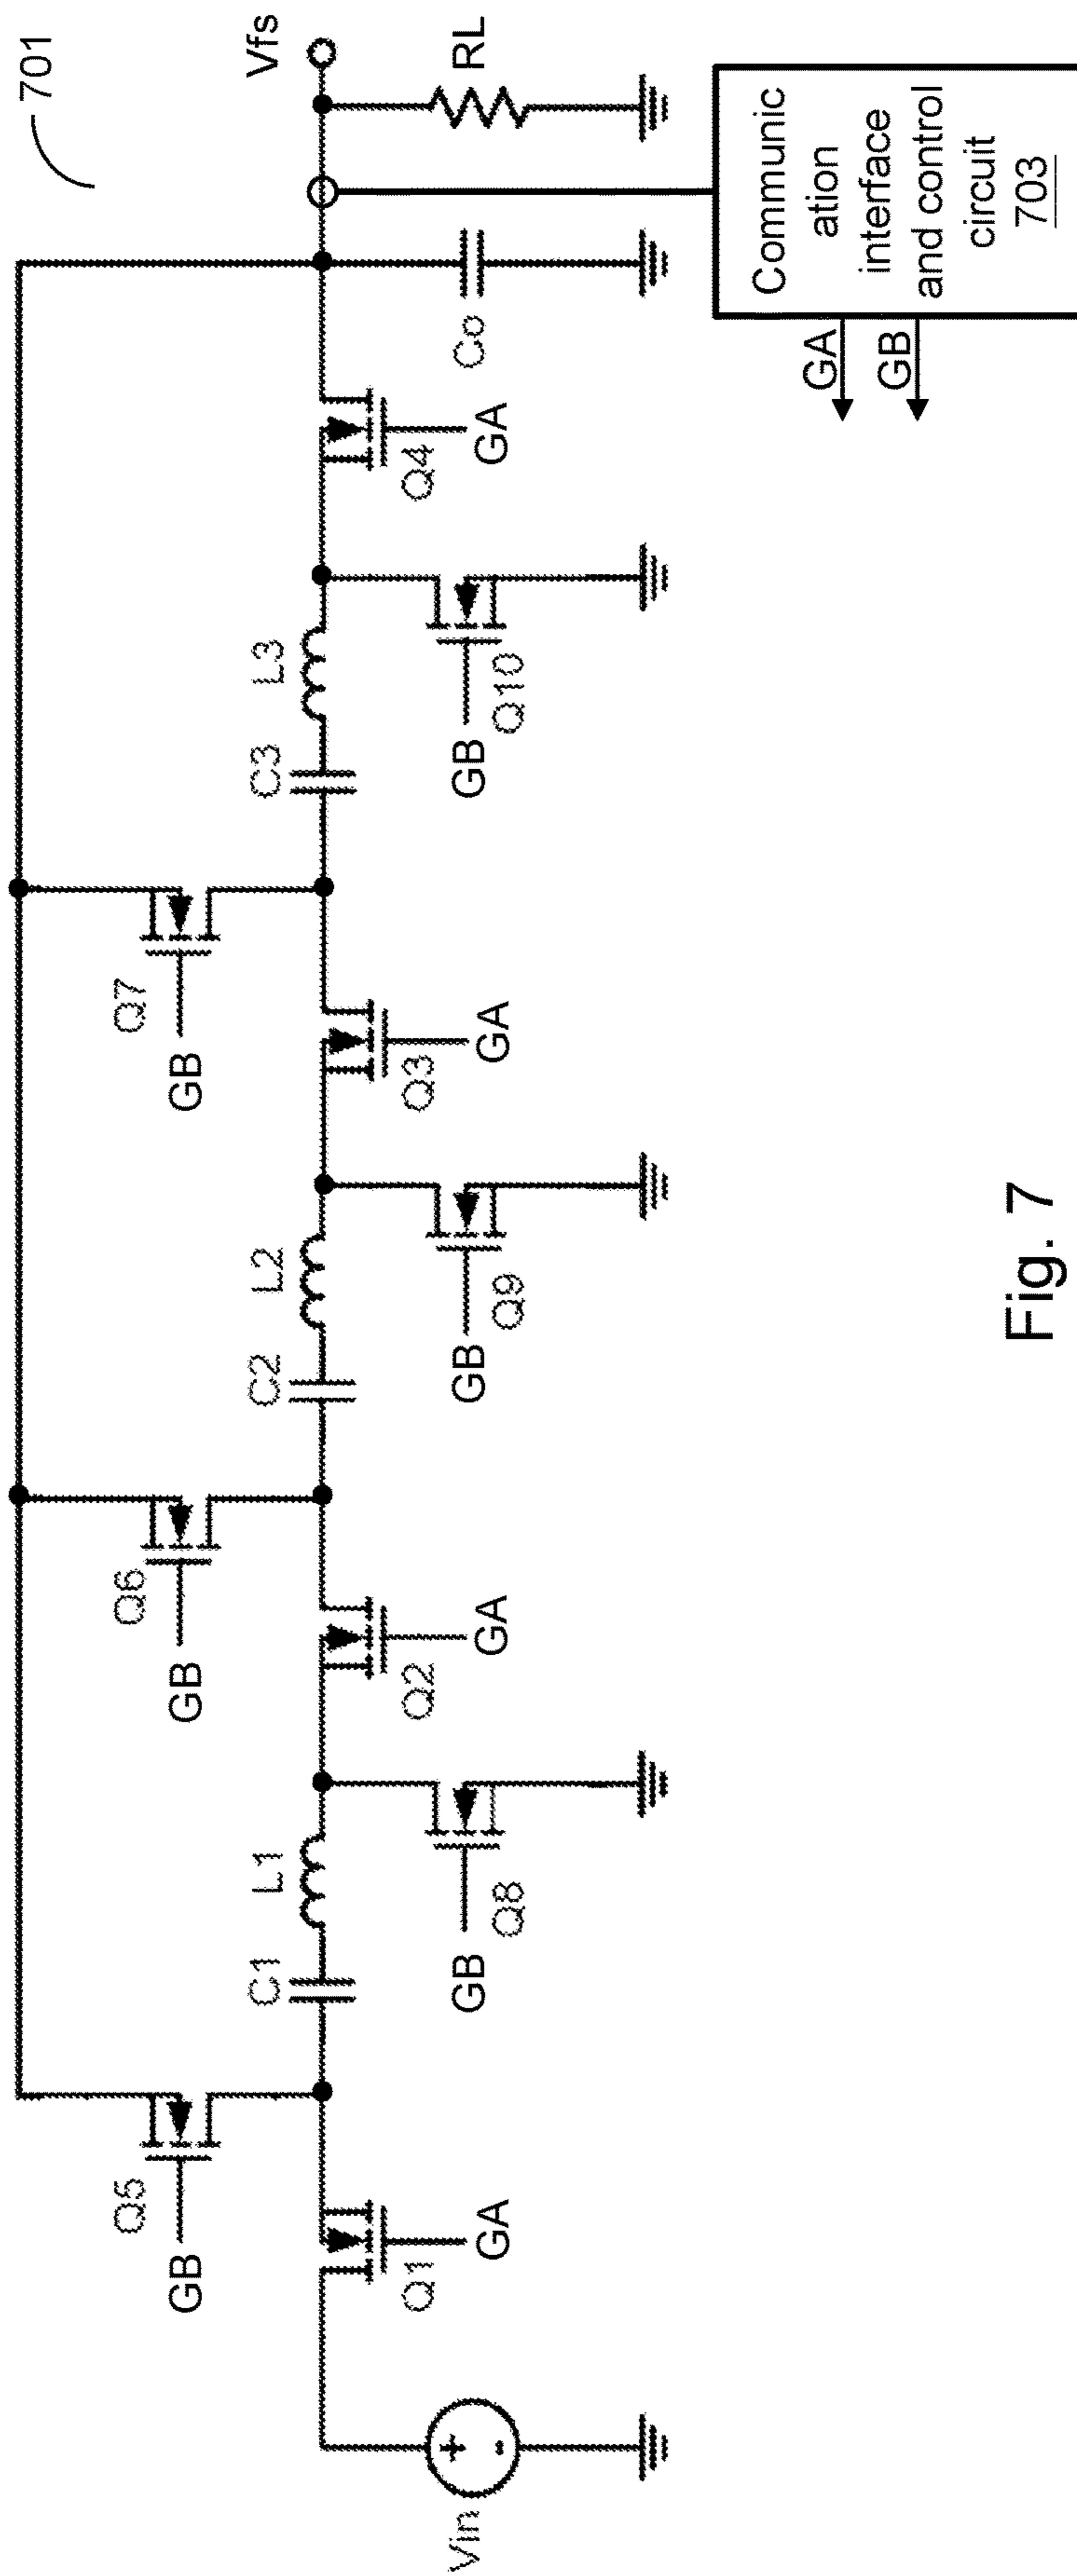 701
Vfs
RL
Communic
ation
interface
and control
circuit
703
GA
GB
Co
Q4
GA
L3
C3
GB
Q10
Q7
GB
Q3
GA
L2
C2
GB
Q9
Q6
GB
Q2
GA
L1
C1
GB
Q8
Q5
GB
Q1
GA
Vin
+
-
Fig. 7